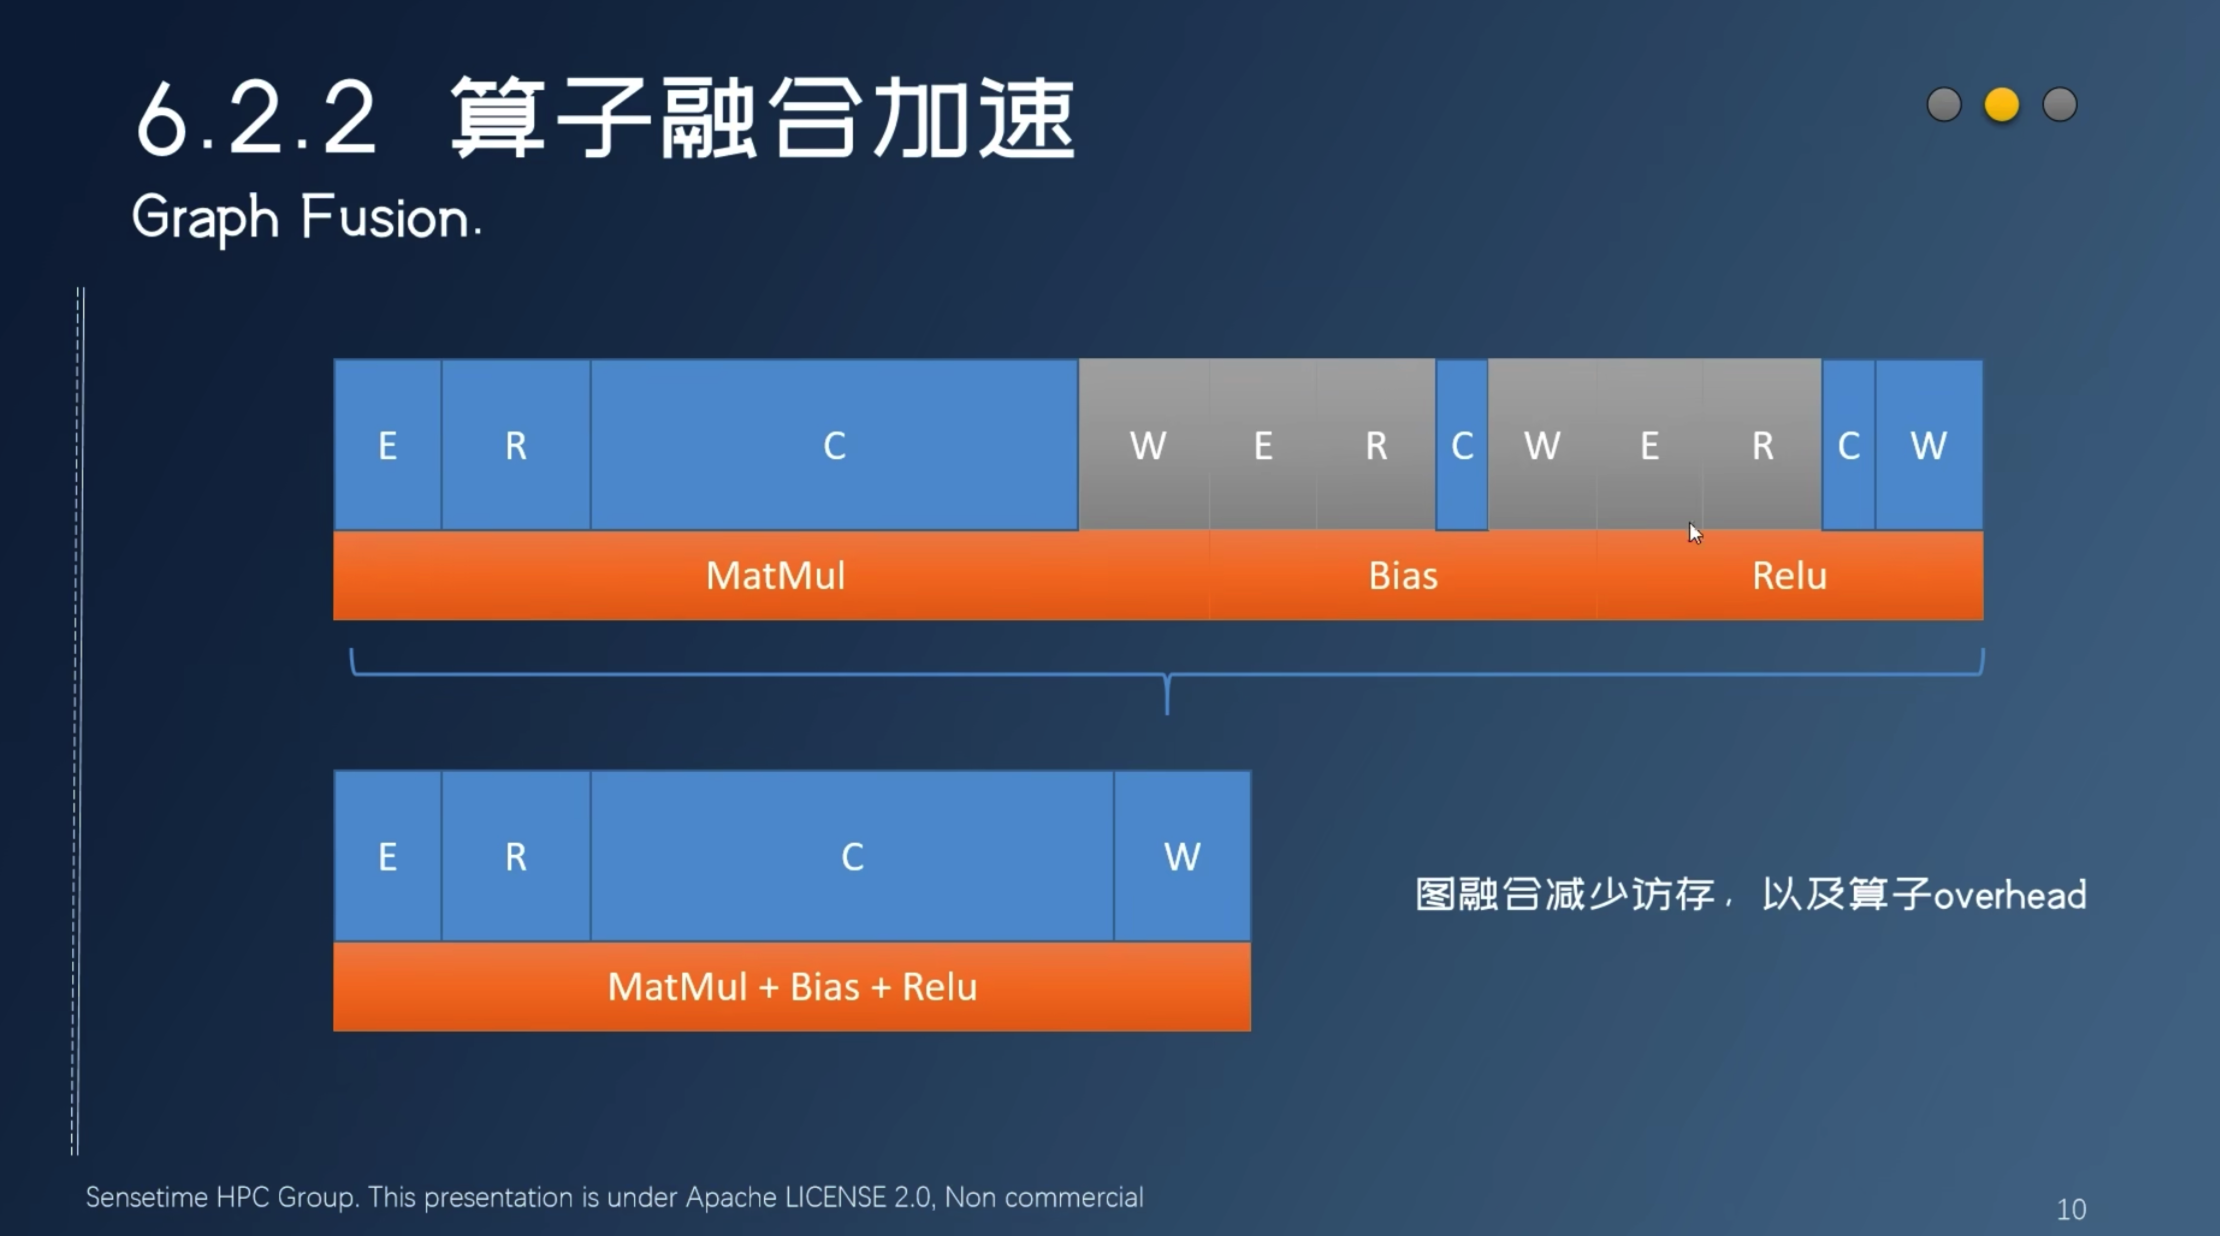 6.2.2 算子融合加速
Graph Fusion.
E R C W E R C W E R C W
MatMul Bias Relu
E R C W
MatMul + Bias + Relu
图融合减少访存，以及算子overhead
Sensetime HPC Group. This presentation is under Apache LICENSE 2.0, Non commercial
10